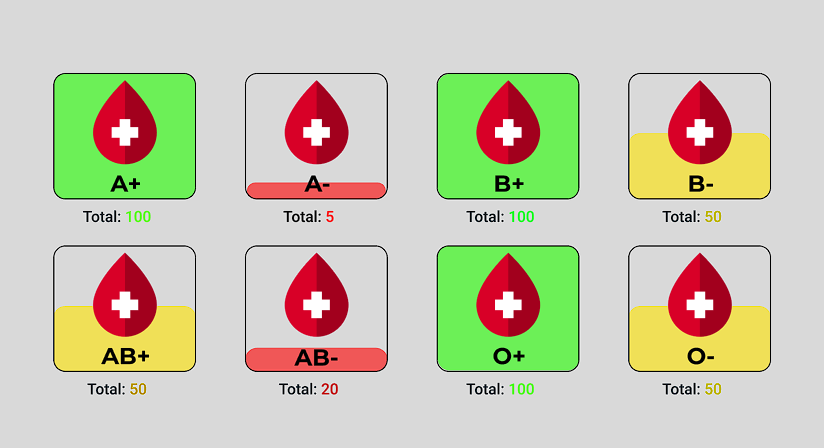 A+ A- B+ B-
Total: 100 Total: 5 Total: 100 Total: 50
AB+ AB- O+ O-
Total: 50 Total: 20 Total: 100 Total: 50